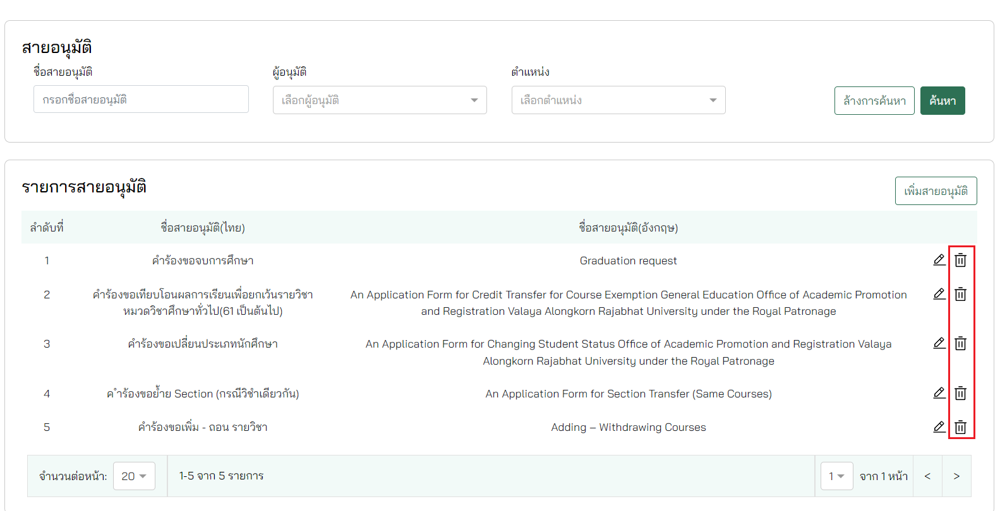 สายอนุมัติ
ชื่อสายอนุมัติ
ผู้อนุมัติ
ตำแหน่ง
กรอกชื่อสายอนุมัติ
เลือกผู้อนุมัติ
เลือกตำแหน่ง
ล้างการค้นหา
ค้นหา
รายการสายอนุมัติ
เพิ่มสายอนุมัติ
ลำดับที่
ชื่อสายอนุมัติ(ไทย)
ชื่อสายอนุมัติ(อังกฤษ)
1
คำร้องขอจบการศึกษา
Graduation request
2
คำร้องขอเทียบโอนผลการเรียนเพื่อยกเว้นรายวิชา
หมวดวิชาศึกษาทั่วไป(61 เป็นต้นไป)
An Application Form for Credit Transfer for Course Exemption General Education Office of Academic Promotion
and Registration Valaya Alongkorn Rajabhat University under the Royal Patronage
3
คำร้องขอเปลี่ยนประเภทนักศึกษา
An Application Form for Changing Student Status Office of Academic Promotion and Registration Valaya
Alongkorn Rajabhat University under the Royal Patronage
4
ค ำร้องขอย้ำย Section (กรณีวิชำเดียวกัน)
An Application Form for Section Transfer (Same Courses)
5
คำร้องขอเพิ่ม - ถอน รายวิชา
Adding – Withdrawing Courses
จำนวนต่อหน้า:
20
1-5 จาก 5 รายการ
1
จาก 1 หน้า
<
>